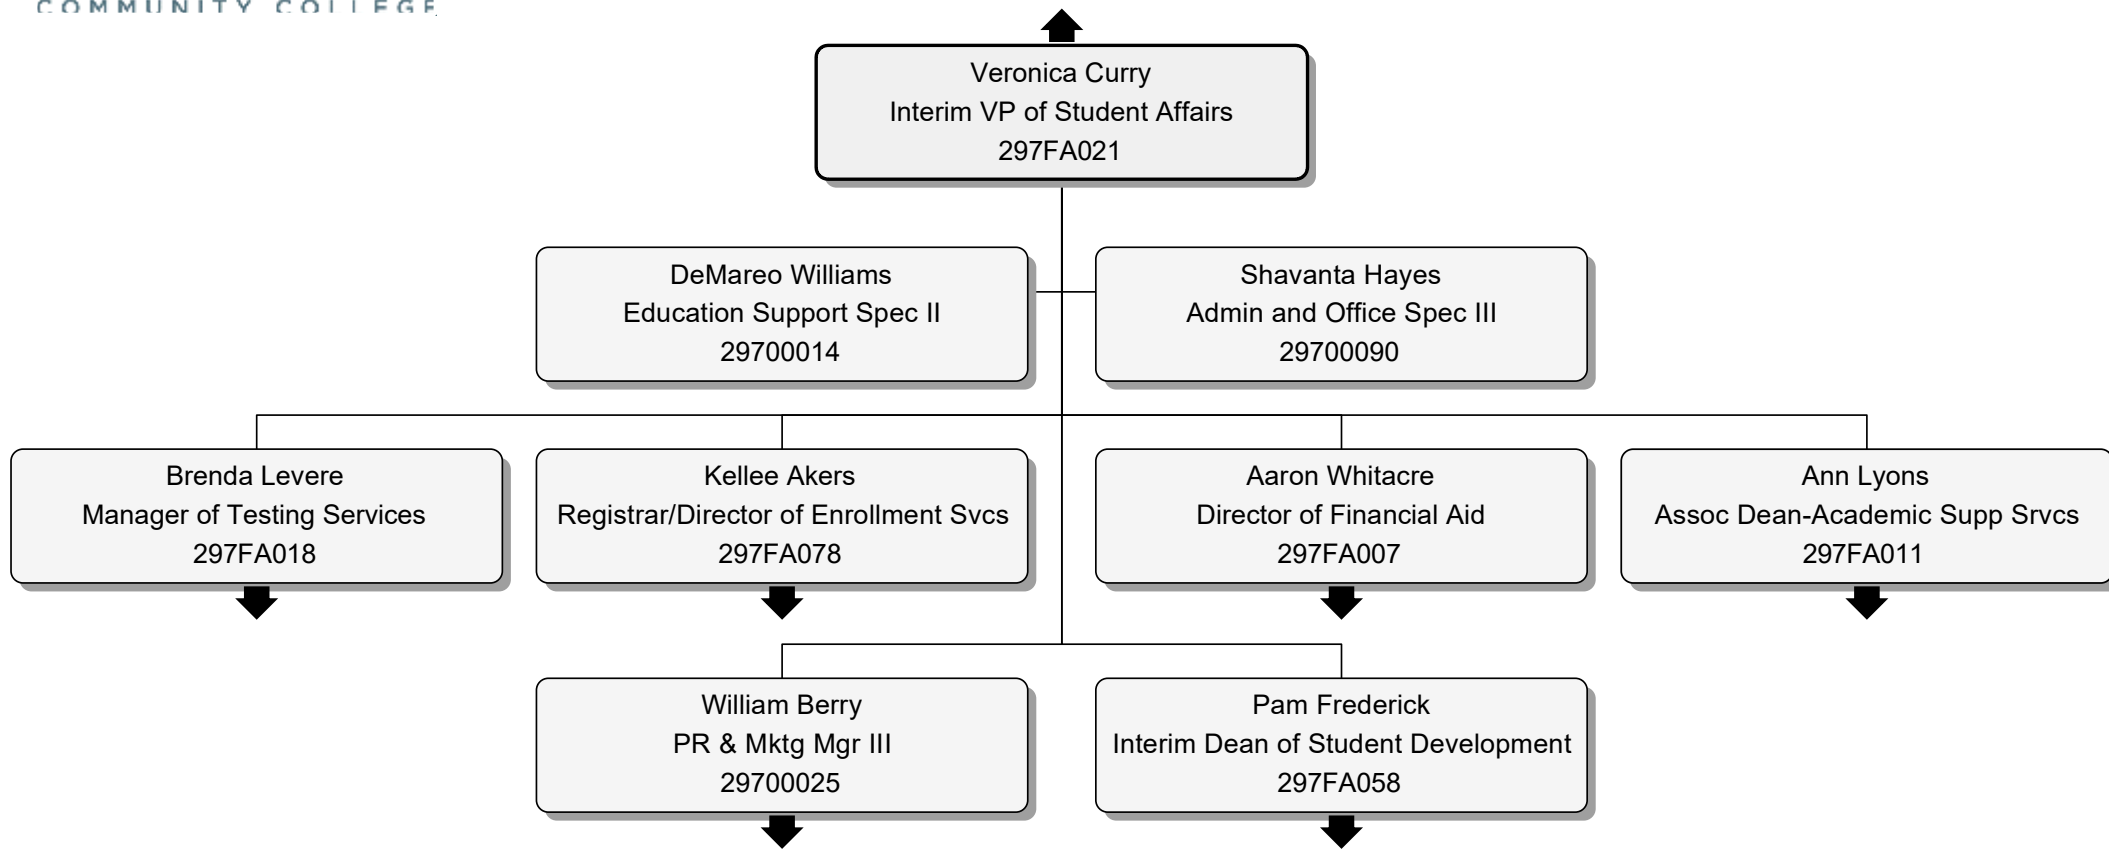 COMMUNITY COLLEGE
Veronica Curry
Interim VP of Student Affairs
297FA021
DeMareo Williams
Education Support Spec II
29700014
Shavanta Hayes
Admin and Office Spec III
29700090
Brenda Levere
Manager of Testing Services
297FA018
Kellee Akers
Registrar/Director of Enrollment Svcs
297FA078
Aaron Whitacre
Director of Financial Aid
297FA007
Ann Lyons
Assoc Dean-Academic Supp Srvcs
297FA011
William Berry
PR & Mktg Mgr III
29700025
Pam Frederick
Interim Dean of Student Development
297FA058